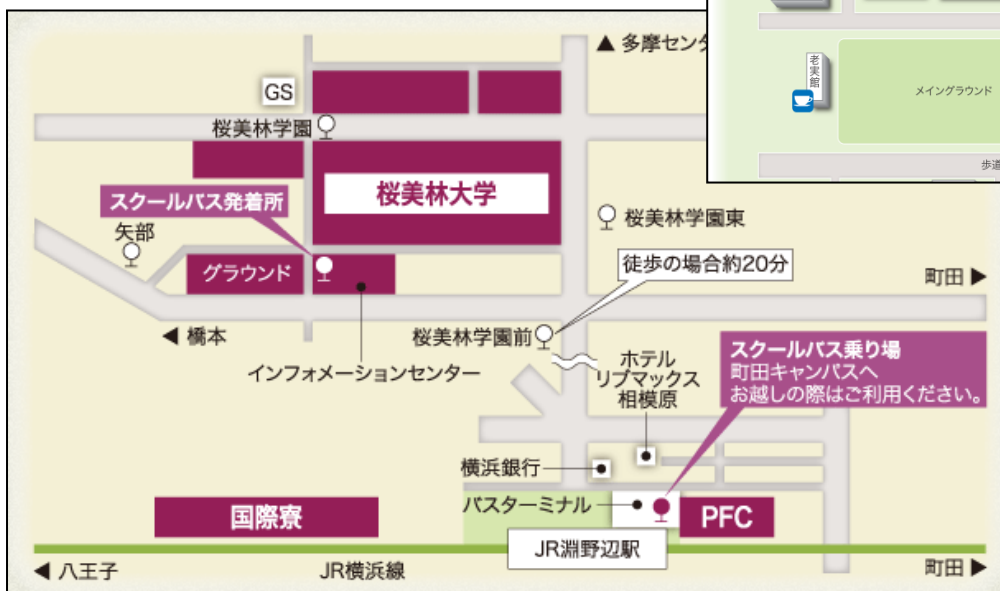 ▲ 多摩センタ
老実館
メイングラウンド
歩道
GS
桜美林学園
桜美林大学
スクールバス発着所
矢部
桜美林学園東
グラウンド
徒歩の場合約20分
町田 ▶
◀ 橋本
桜美林学園前
インフォメーションセンター
ホテル
リブマックス
相模原
スクールバス乗り場
町田キャンパスへ
お越しの際はご利用ください。
横浜銀行
バスターミナル
国際寮
PFC
JR淵野辺駅
◀ 八王子
JR横浜線
町田 ▶